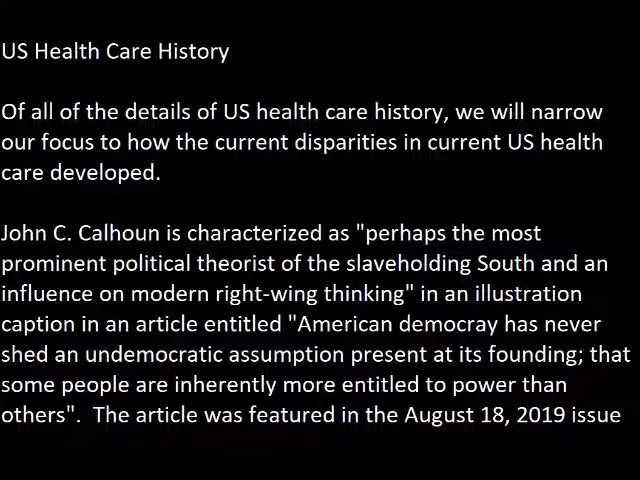 US Health Care History
Of all of the details of US health care history, we will narrow
our focus to how the current disparities in current US health
care developed.
John C. Calhoun is characterized as "perhaps the most
prominent political theorist of the slaveholding South and an
influence on modern right-wing thinking" in an illustration
caption in an article entitled "American democray has never
shed an undemocratic assumption present at its founding; that
some people are inherently more entitled to power than
others".  The article was featured in the August 18, 2019 issue